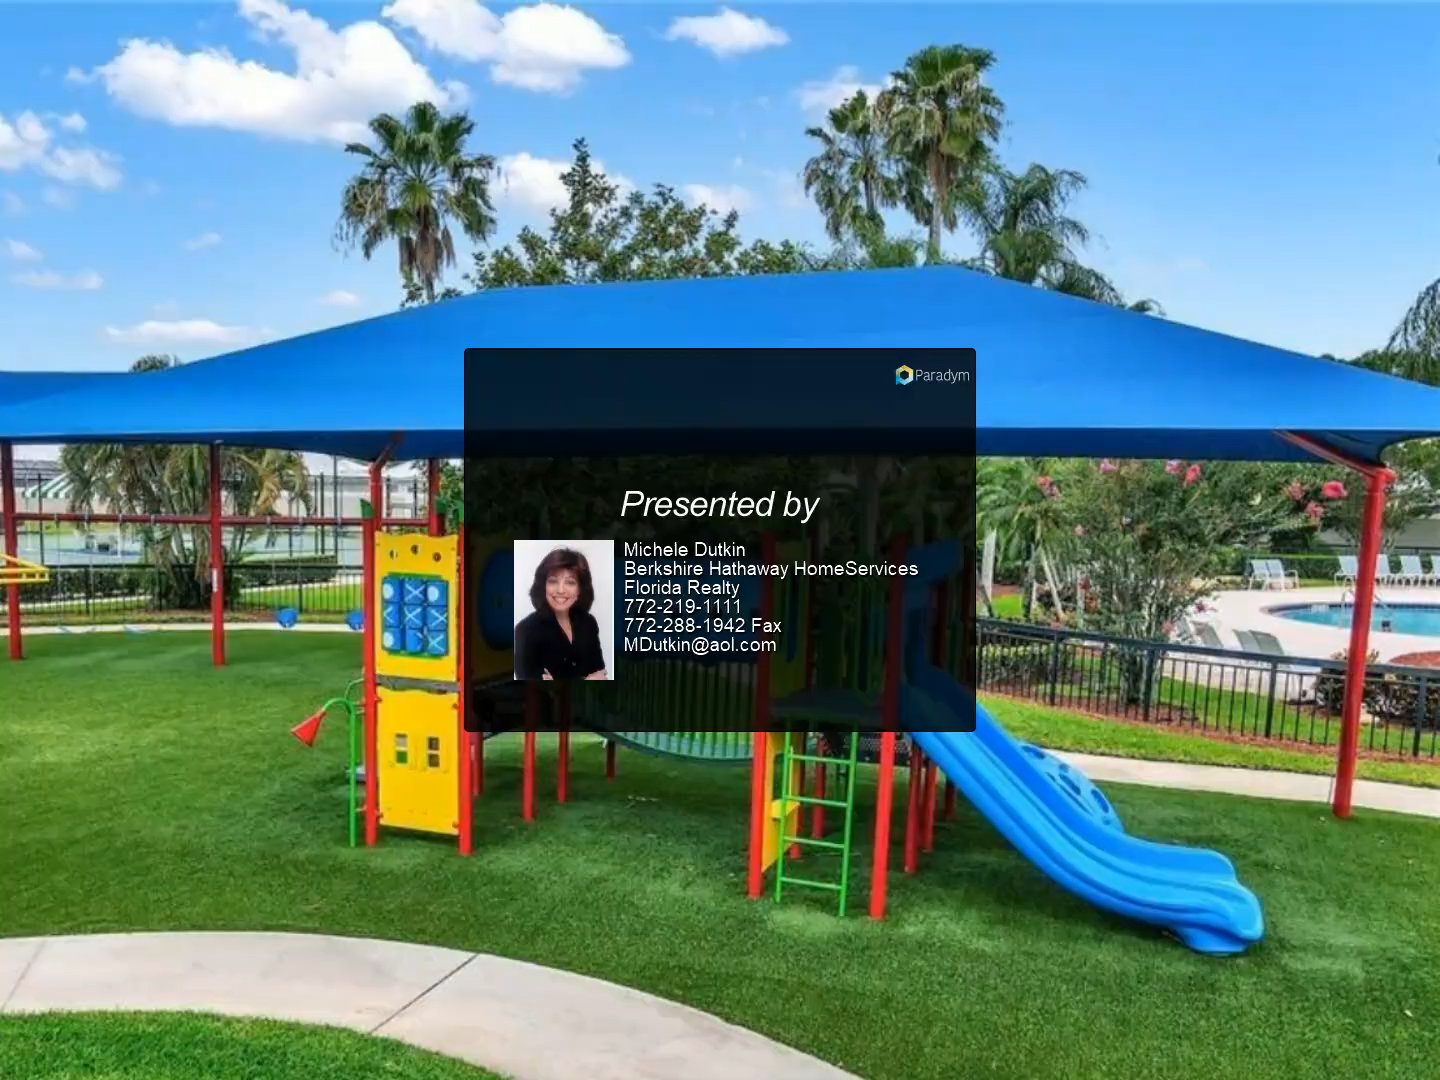 Paradym
Presented by
Michele Dutkin
Berkshire Hathaway HomeServices
Florida Realty
772-219-1111
772-288-1942 Fax
MDutkin@aol.com